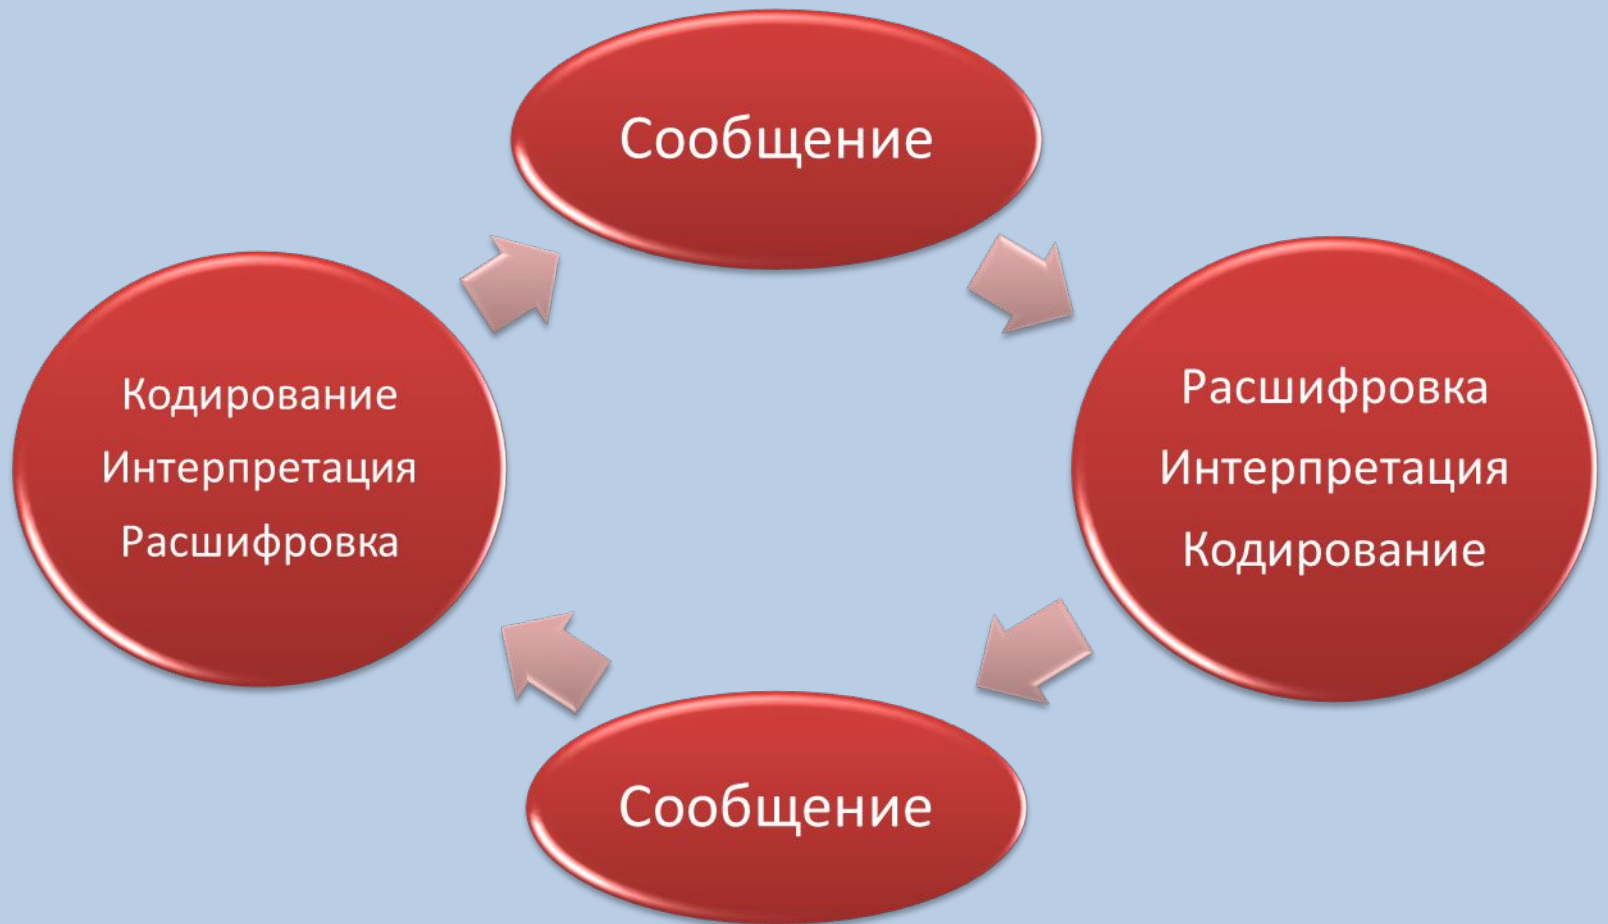 Сообщение
Кодирование
Интерпретация
Расшифровка
Расшифровка
Интерпретация
Кодирование
Сообщение